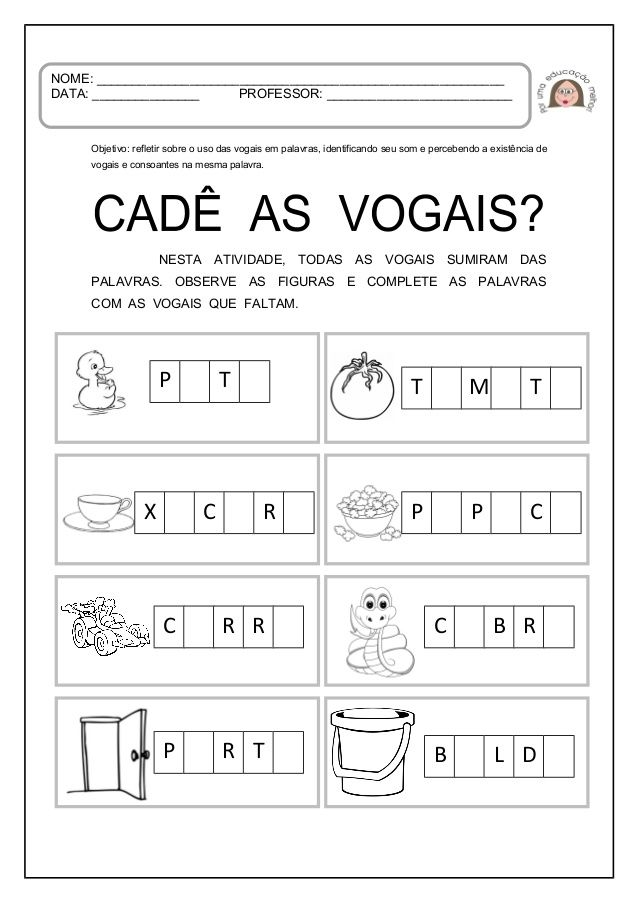 NOME: ____________________________________________________________
DATA: ________________ PROFESSOR: ___________________________
por uma educação melhor
Objetivo: refletir sobre o uso das vogais em palavras, identificando seu som e percebendo a existência de
vogais e consoantes na mesma palavra.
CADÊ AS VOGAIS?
NESTA ATIVIDADE, TODAS AS VOGAIS SUMIRAM DAS
PALAVRAS. OBSERVE AS FIGURAS E COMPLETE AS PALAVRAS
COM AS VOGAIS QUE FALTAM.
P T
T M T
X C R
P P C
C R R
C B R
P R T
B L D